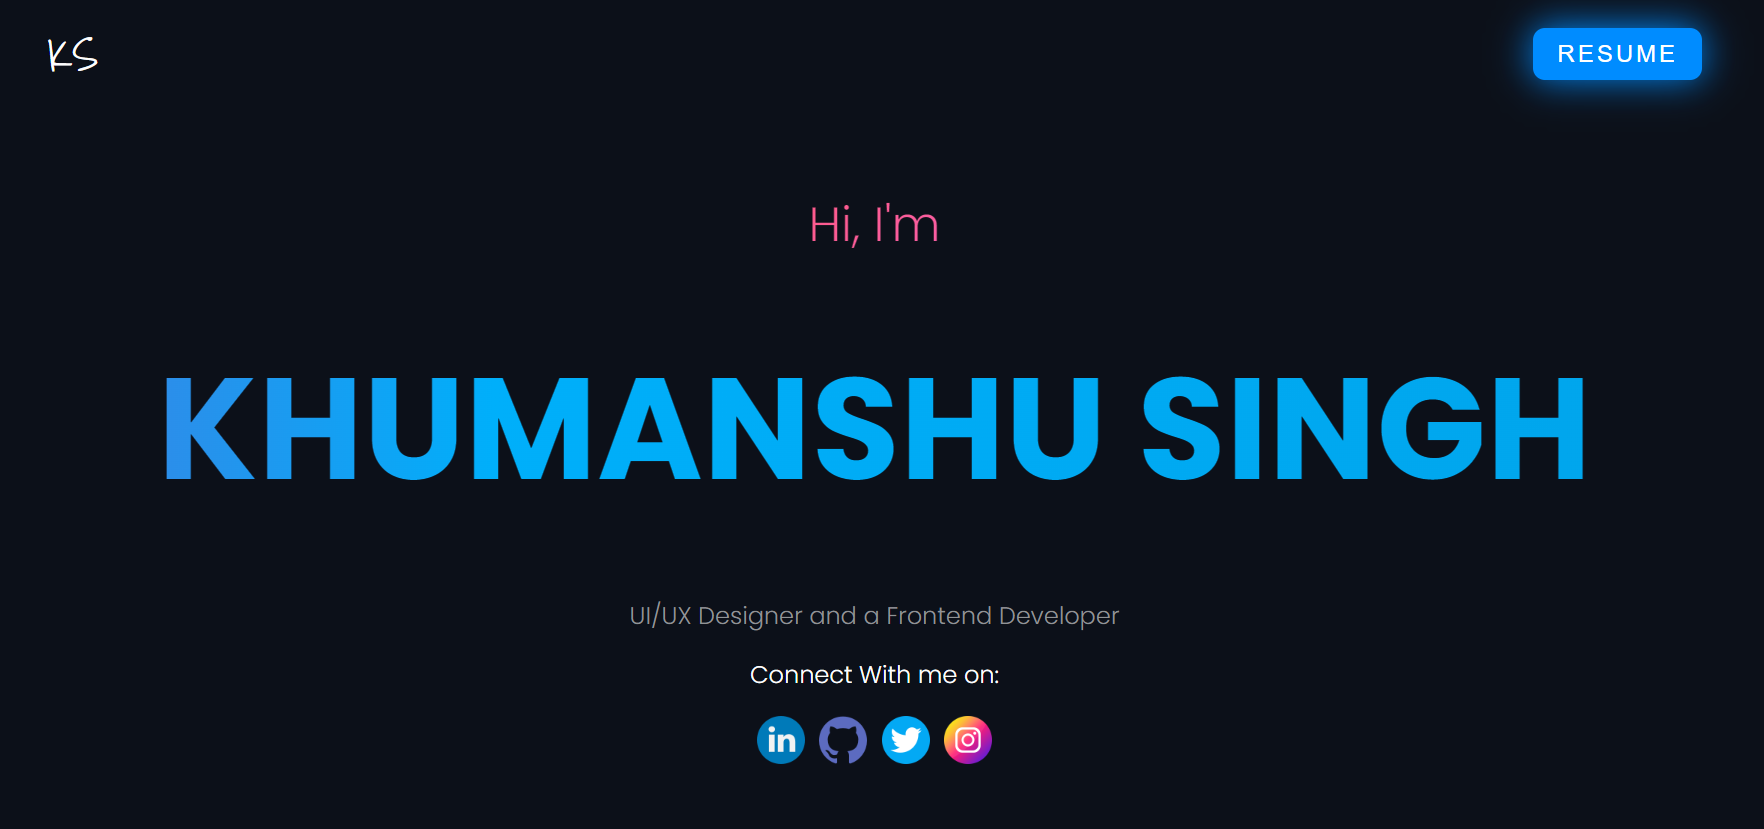 KS
RESUME
Hi, I'm
KHUMANSHU SINGH
UI/UX Designer and a Frontend Developer
Connect With me on:
in